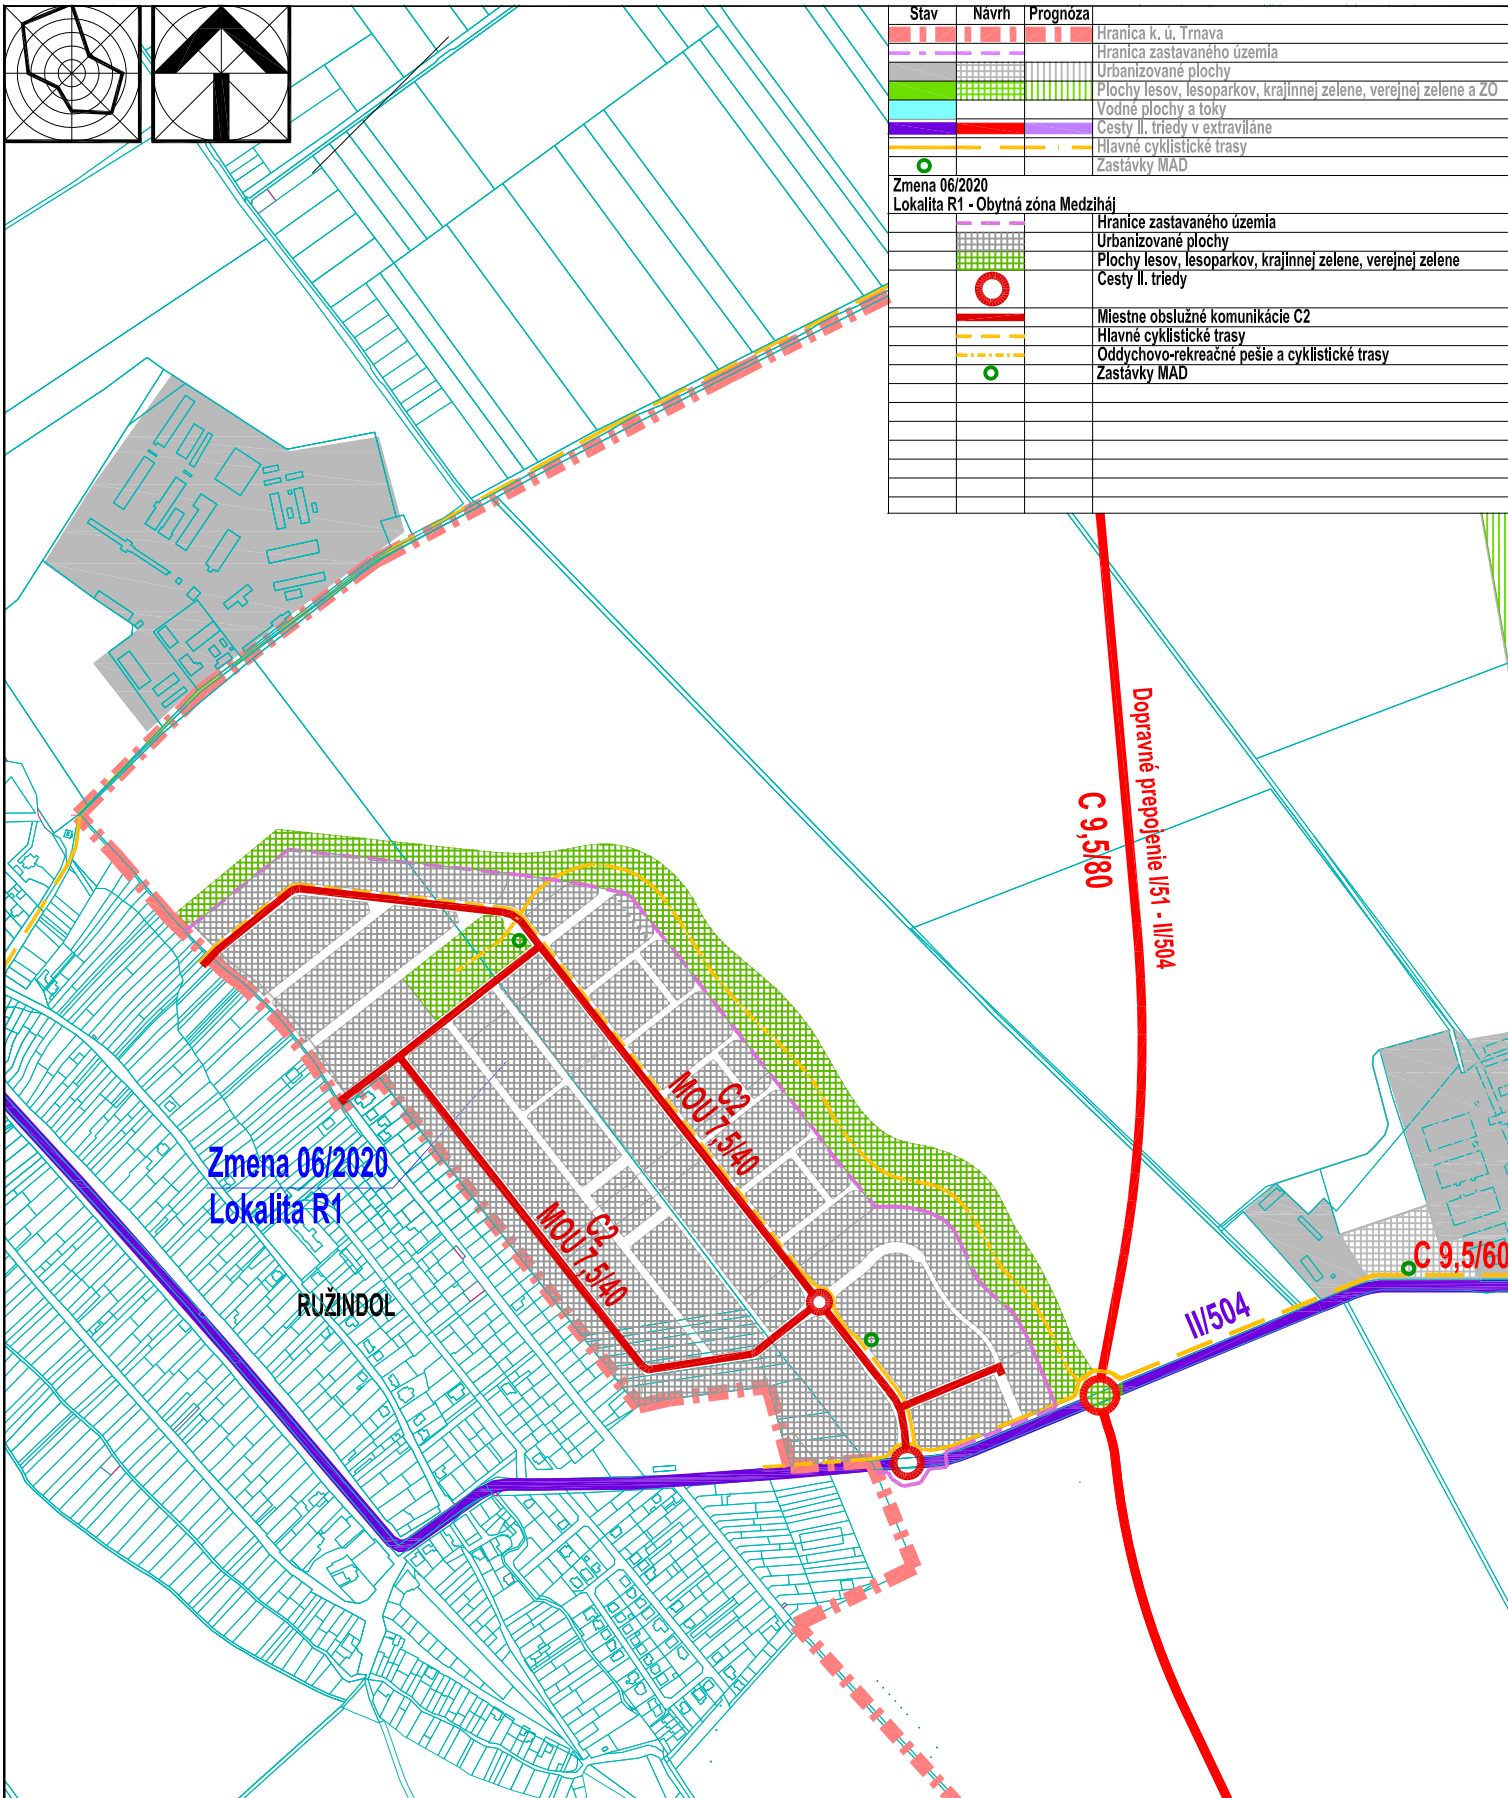 Stav Návrh Prognóza
Hranica k. ú. Trnava
Hranica zastavaného územia
Urbanizované plochy
Plochy lesov, lesoparkov, krajinnej zelene, verejnej zelene a ZO
Vodné plochy a toky
Cesty II. triedy v extraviláne
Hlavné cyklistické trasy
Zastávky MAD
Zmena 06/2020
Lokalita R1 - Obytná zóna Medziháj
Hranice zastavaného územia
Urbanizované plochy
Plochy lesov, lesoparkov, krajinnej zelene, verejnej zelene
Cesty II. triedy
Miestne obslužné komunikácie C2
Hlavné cyklistické trasy
Oddychovo-rekreačné pešie a cyklistické trasy
Zastávky MAD
Dopravné prepojenie I/51 - II/504
C 9,5/80
C2
MOU 7,5/40
Zmena 06/2020
Lokalita R1
C2
MOU 7,5/40
RUŽINDOL
II/504
C 9,5/60